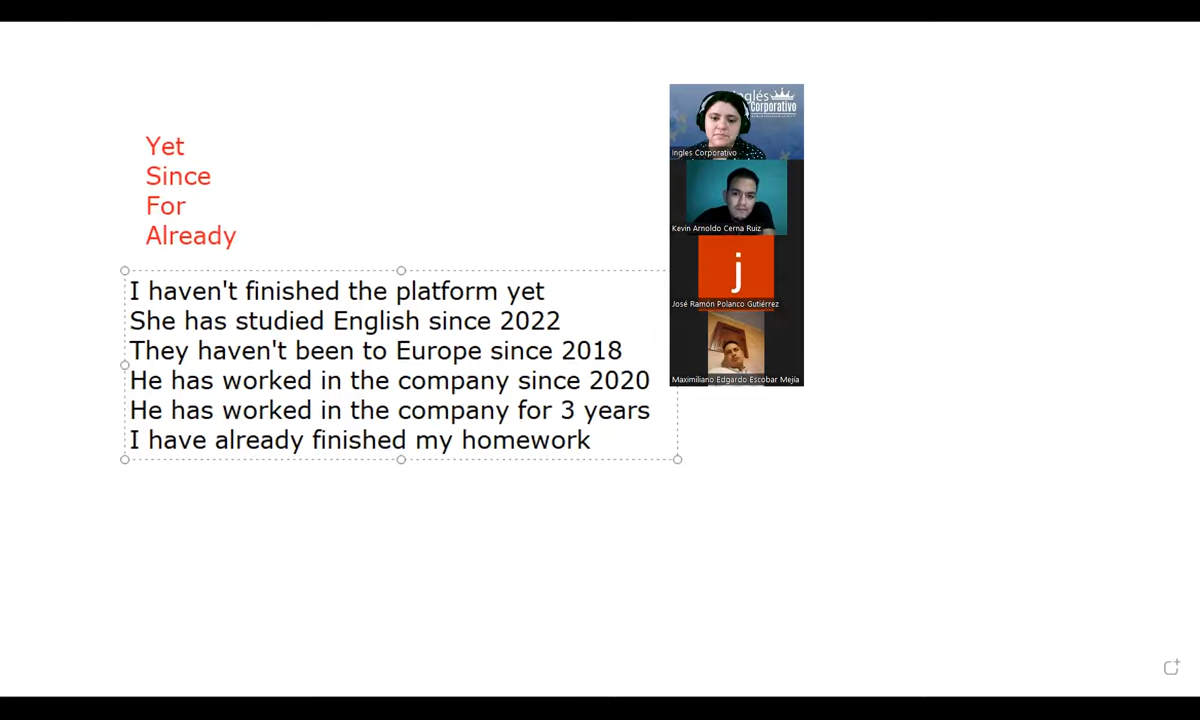 Yet
Since
For
Already
I haven't finished the platform yet
She has studied English since 2022
They haven't been to Europe since 2018
He has worked in the company since 2020
He has worked in the company for 3 years
I have already finished my homework
Inglés
Corporativo
Ingles Corporativo
Kevin Arnoldo Cerna Ruiz
j
José Ramón Polanco Gutiérrez
Maximiliano Edgardo Escobar Mejía